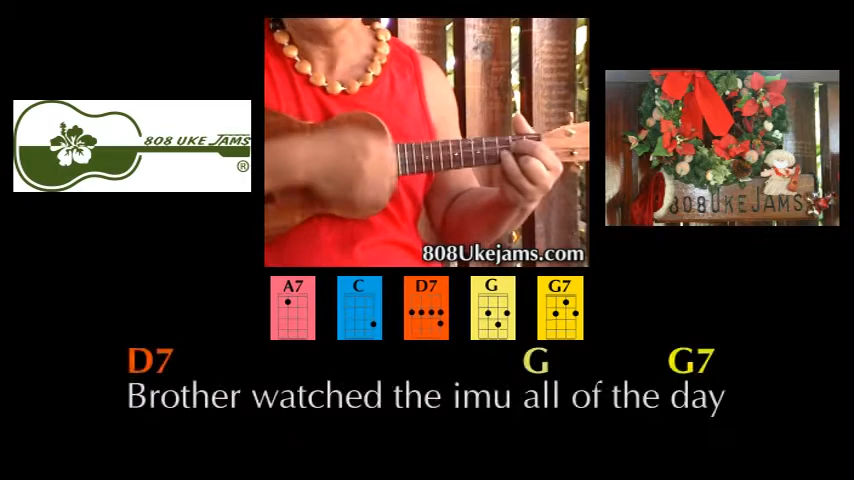 808 UKE JAMS
®
808UKEJAMS
808Ukejams.com
A7 C D7 G G7
D7 G G7
Brother watched the imu all of the day